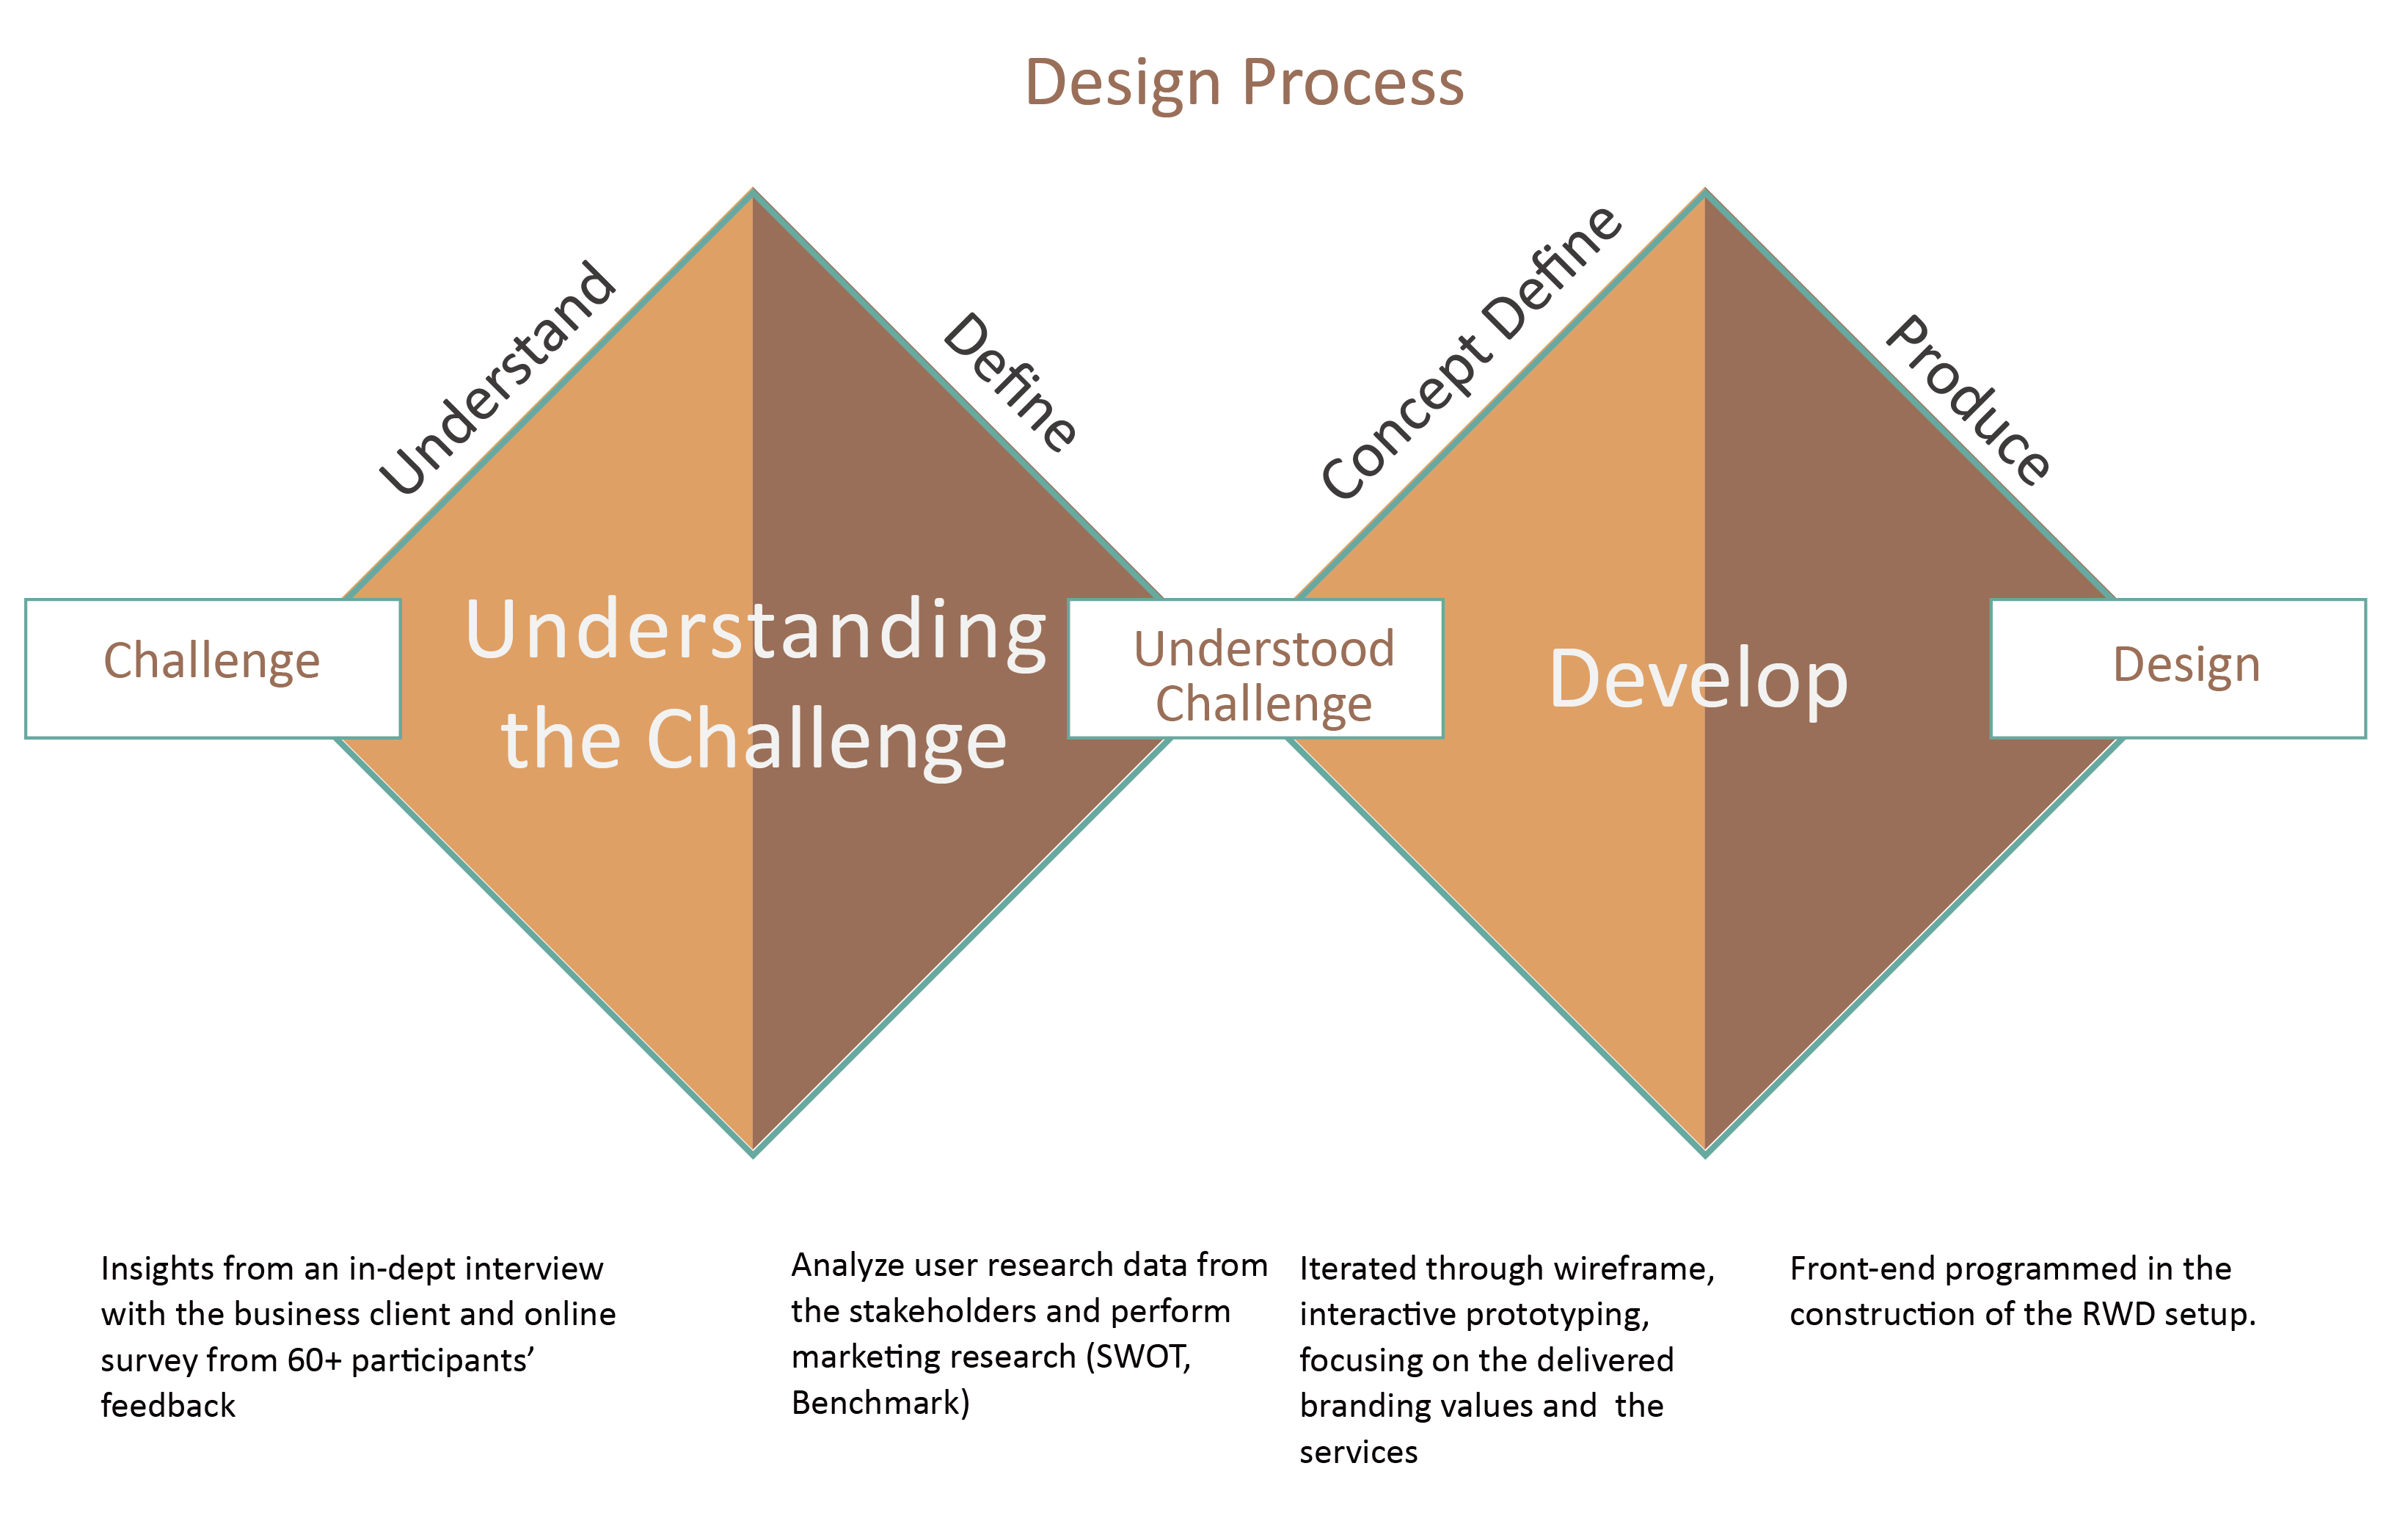 Design Process
Understand
Define
Concept Define
Produce
Challenge
Understanding
the Challenge
Understood
Challenge
Develop
Design
Insights from an in-dept interview
with the business client and online
survey from 60+ participants’
feedback
Analyze user research data from
the stakeholders and perform
marketing research (SWOT,
Benchmark)
Iterated through wireframe,
interactive prototyping,
focusing on the delivered
branding values and  the
services
Front-end programmed in the
construction of the RWD setup.